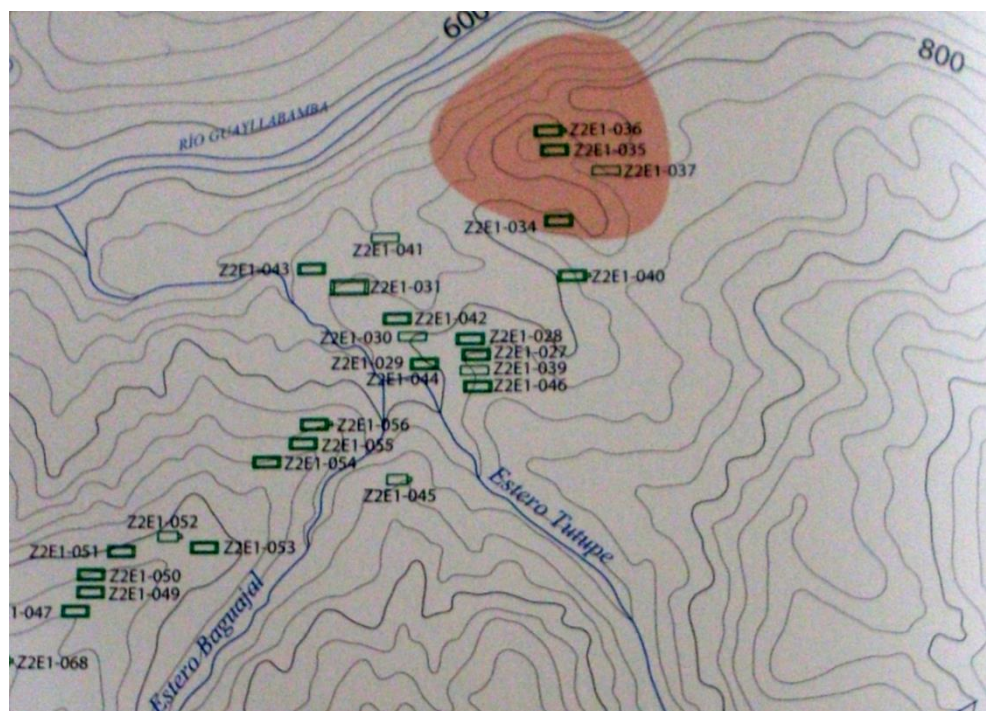 600
800
RÍO GUAYLLABAMBA
Z2E1-036
Z2E1-035
Z2E1-037
Z2E1-034
Z2E1-041
Z2E1-043
Z2E1-040
Z2E1-031
Z2E1-042
Z2E1-030
Z2E1-028
Z2E1-027
Z2E1-029
Z2E1-039
Z2E1-044
Z2E1-046
Z2E1-056
Z2E1-055
Z2E1-054
Z2E1-045
Estero Tutupe
Z2E1-052
Z2E1-051
Z2E1-053
Z2E1-050
Z2E1-049
1-047
Estero Baguajal
Z2E1-068